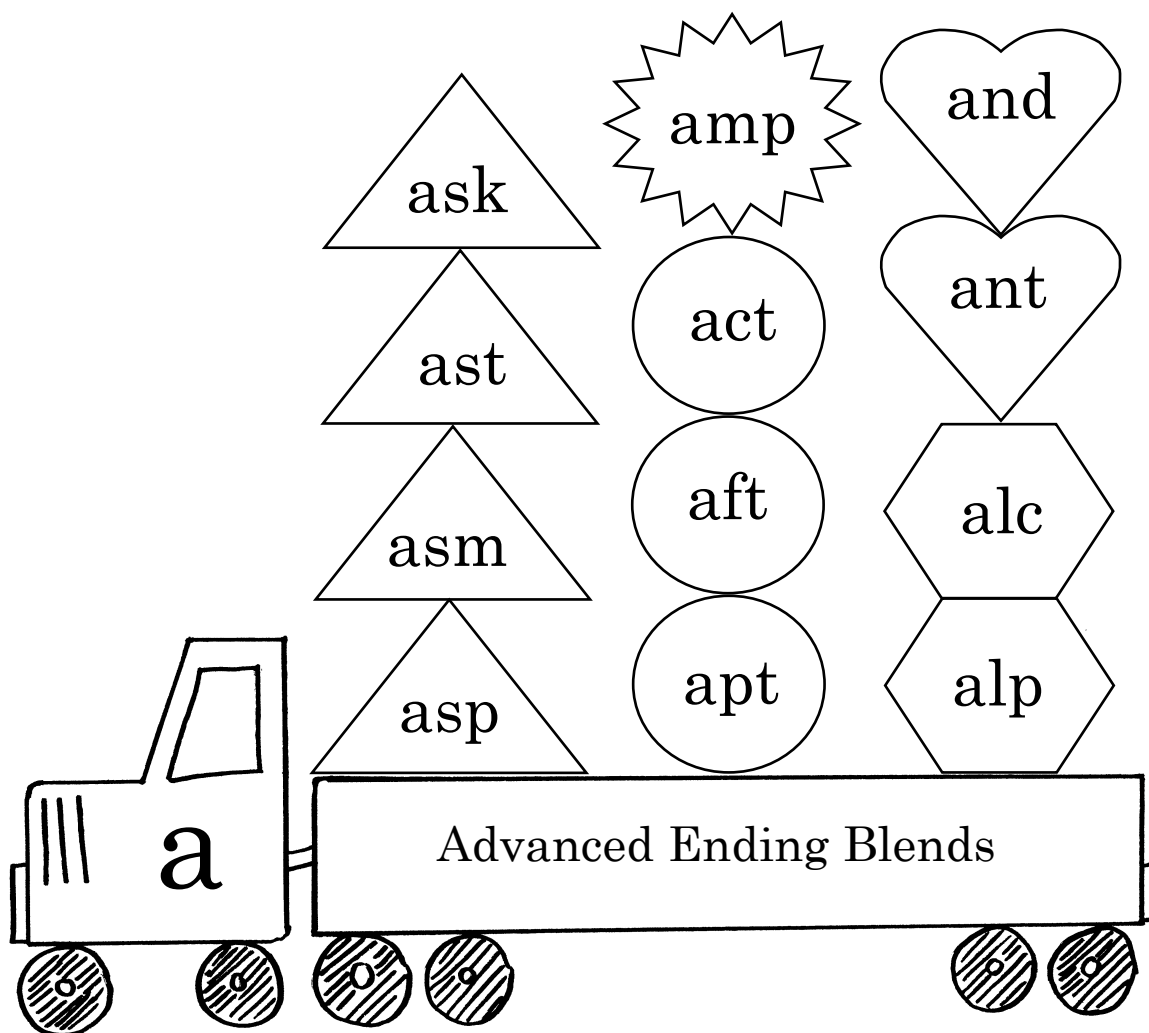 ask
ast
asm
asp
amp
act
aft
apt
and
ant
alc
alp
a
Advanced Ending Blends